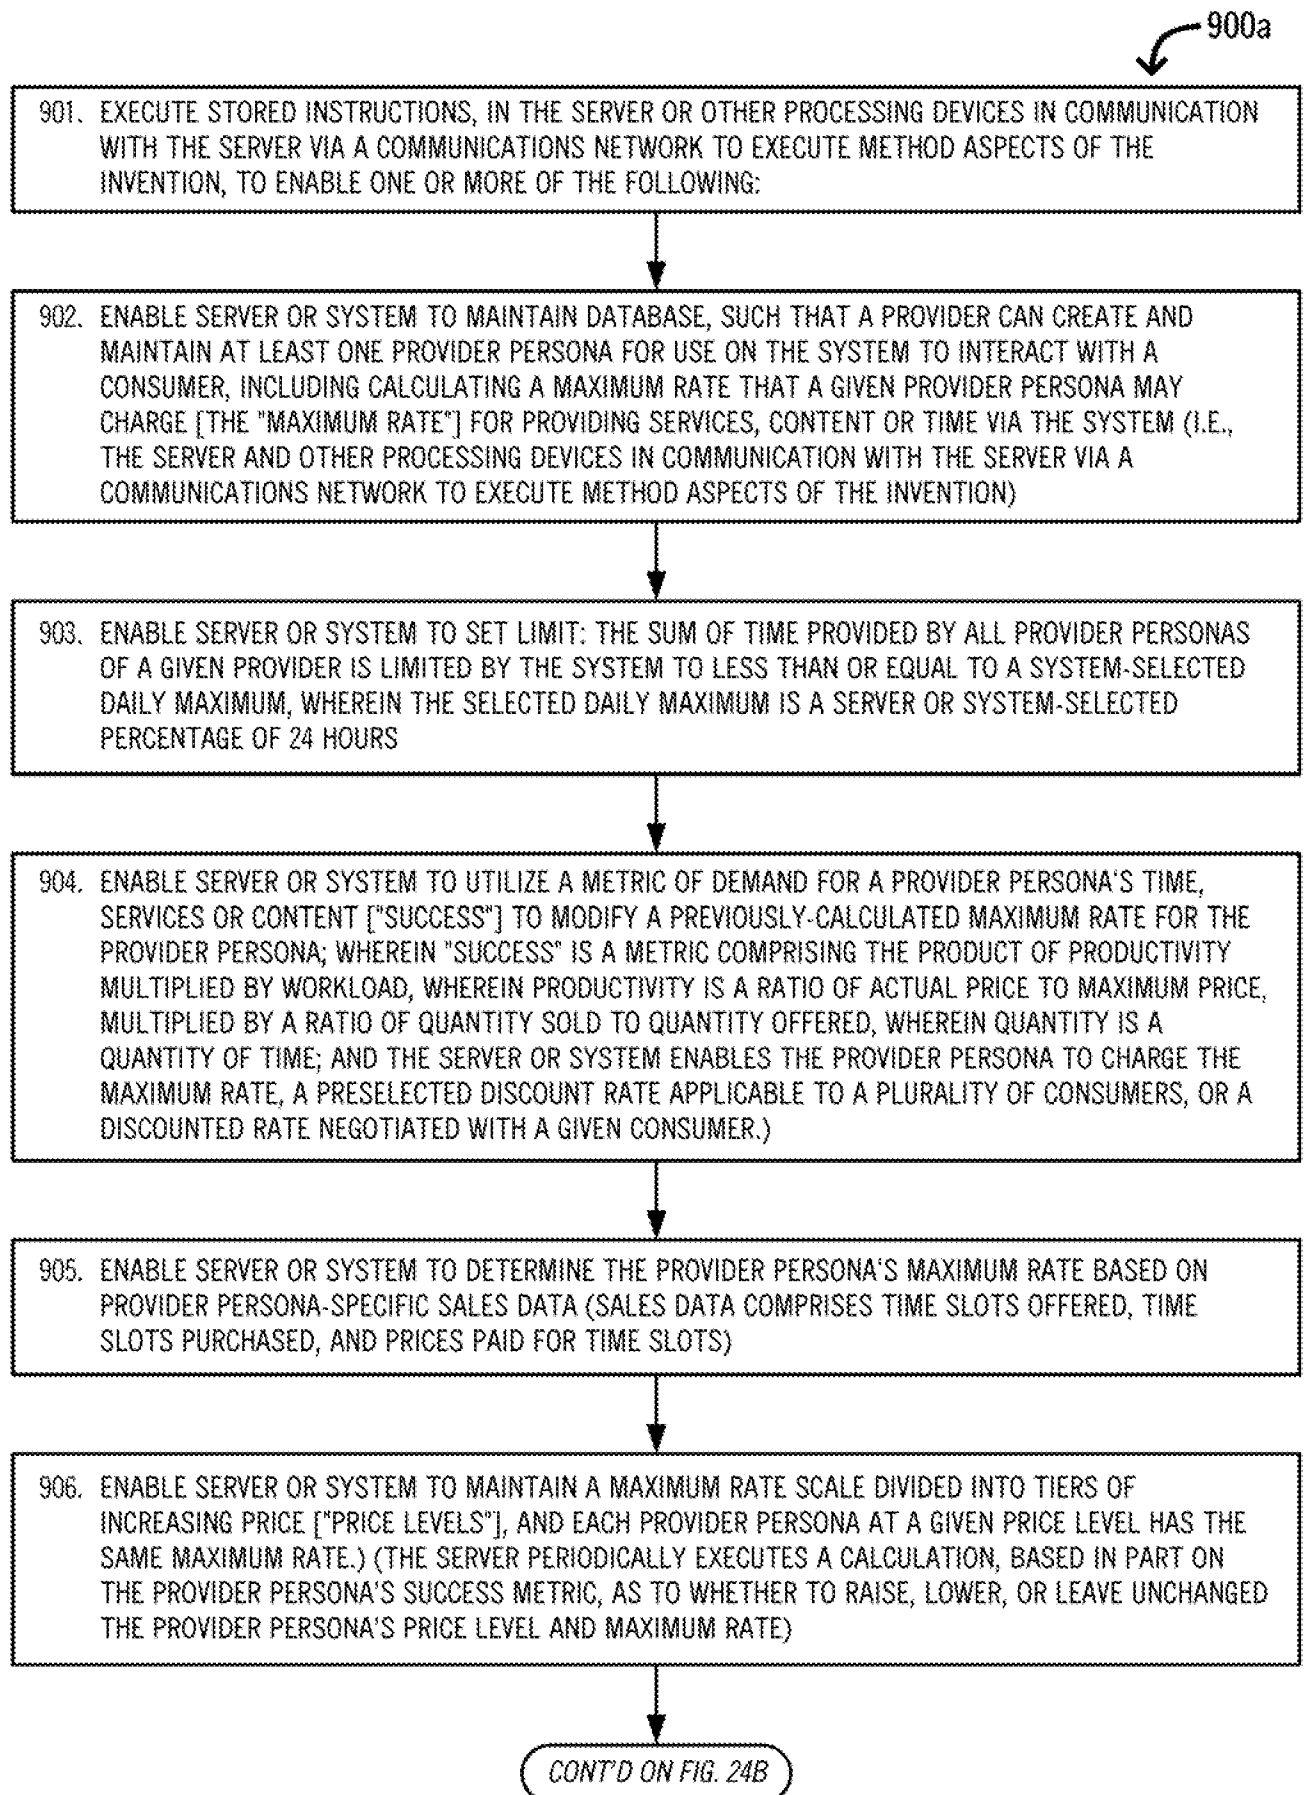 900a
901. EXECUTE STORED INSTRUCTIONS, IN THE SERVER OR OTHER PROCESSING DEVICES IN COMMUNICATION
WITH THE SERVER VIA A COMMUNICATIONS NETWORK TO EXECUTE METHOD ASPECTS OF THE
INVENTION, TO ENABLE ONE OR MORE OF THE FOLLOWING:
902. ENABLE SERVER OR SYSTEM TO MAINTAIN DATABASE, SUCH THAT A PROVIDER CAN CREATE AND
MAINTAIN AT LEAST ONE PROVIDER PERSONA FOR USE ON THE SYSTEM TO INTERACT WITH A
CONSUMER, INCLUDING CALCULATING A MAXIMUM RATE THAT A GIVEN PROVIDER PERSONA MAY
CHARGE [THE "MAXIMUM RATE"] FOR PROVIDING SERVICES, CONTENT OR TIME VIA THE SYSTEM (I.E.,
THE SERVER AND OTHER PROCESSING DEVICES IN COMMUNICATION WITH THE SERVER VIA A
COMMUNICATIONS NETWORK TO EXECUTE METHOD ASPECTS OF THE INVENTION)
903. ENABLE SERVER OR SYSTEM TO SET LIMIT: THE SUM OF TIME PROVIDED BY ALL PROVIDER PERSONAS
OF A GIVEN PROVIDER IS LIMITED BY THE SYSTEM TO LESS THAN OR EQUAL TO A SYSTEM-SELECTED
DAILY MAXIMUM, WHEREIN THE SELECTED DAILY MAXIMUM IS A SERVER OR SYSTEM-SELECTED
PERCENTAGE OF 24 HOURS
904. ENABLE SERVER OR SYSTEM TO UTILIZE A METRIC OF DEMAND FOR A PROVIDER PERSONA'S TIME,
SERVICES OR CONTENT ["SUCCESS"] TO MODIFY A PREVIOUSLY-CALCULATED MAXIMUM RATE FOR THE
PROVIDER PERSONA; WHEREIN "SUCCESS" IS A METRIC COMPRISING THE PRODUCT OF PRODUCTIVITY
MULTIPLIED BY WORKLOAD, WHEREIN PRODUCTIVITY IS A RATIO OF ACTUAL PRICE TO MAXIMUM PRICE,
MULTIPLIED BY A RATIO OF QUANTITY SOLD TO QUANTITY OFFERED, WHEREIN QUANTITY IS A
QUANTITY OF TIME; AND THE SERVER OR SYSTEM ENABLES THE PROVIDER PERSONA TO CHARGE THE
MAXIMUM RATE, A PRESELECTED DISCOUNT RATE APPLICABLE TO A PLURALITY OF CONSUMERS, OR A
DISCOUNTED RATE NEGOTIATED WITH A GIVEN CONSUMER.)
905. ENABLE SERVER OR SYSTEM TO DETERMINE THE PROVIDER PERSONA'S MAXIMUM RATE BASED ON
PROVIDER PERSONA-SPECIFIC SALES DATA (SALES DATA COMPRISES TIME SLOTS OFFERED, TIME
SLOTS PURCHASED, AND PRICES PAID FOR TIME SLOTS)
906. ENABLE SERVER OR SYSTEM TO MAINTAIN A MAXIMUM RATE SCALE DIVIDED INTO TIERS OF
INCREASING PRICE ["PRICE LEVELS"], AND EACH PROVIDER PERSONA AT A GIVEN PRICE LEVEL HAS THE
SAME MAXIMUM RATE.) (THE SERVER PERIODICALLY EXECUTES A CALCULATION, BASED IN PART ON
THE PROVIDER PERSONA'S SUCCESS METRIC, AS TO WHETHER TO RAISE, LOWER, OR LEAVE UNCHANGED
THE PROVIDER PERSONA'S PRICE LEVEL AND MAXIMUM RATE)
CONT'D ON FIG. 24B